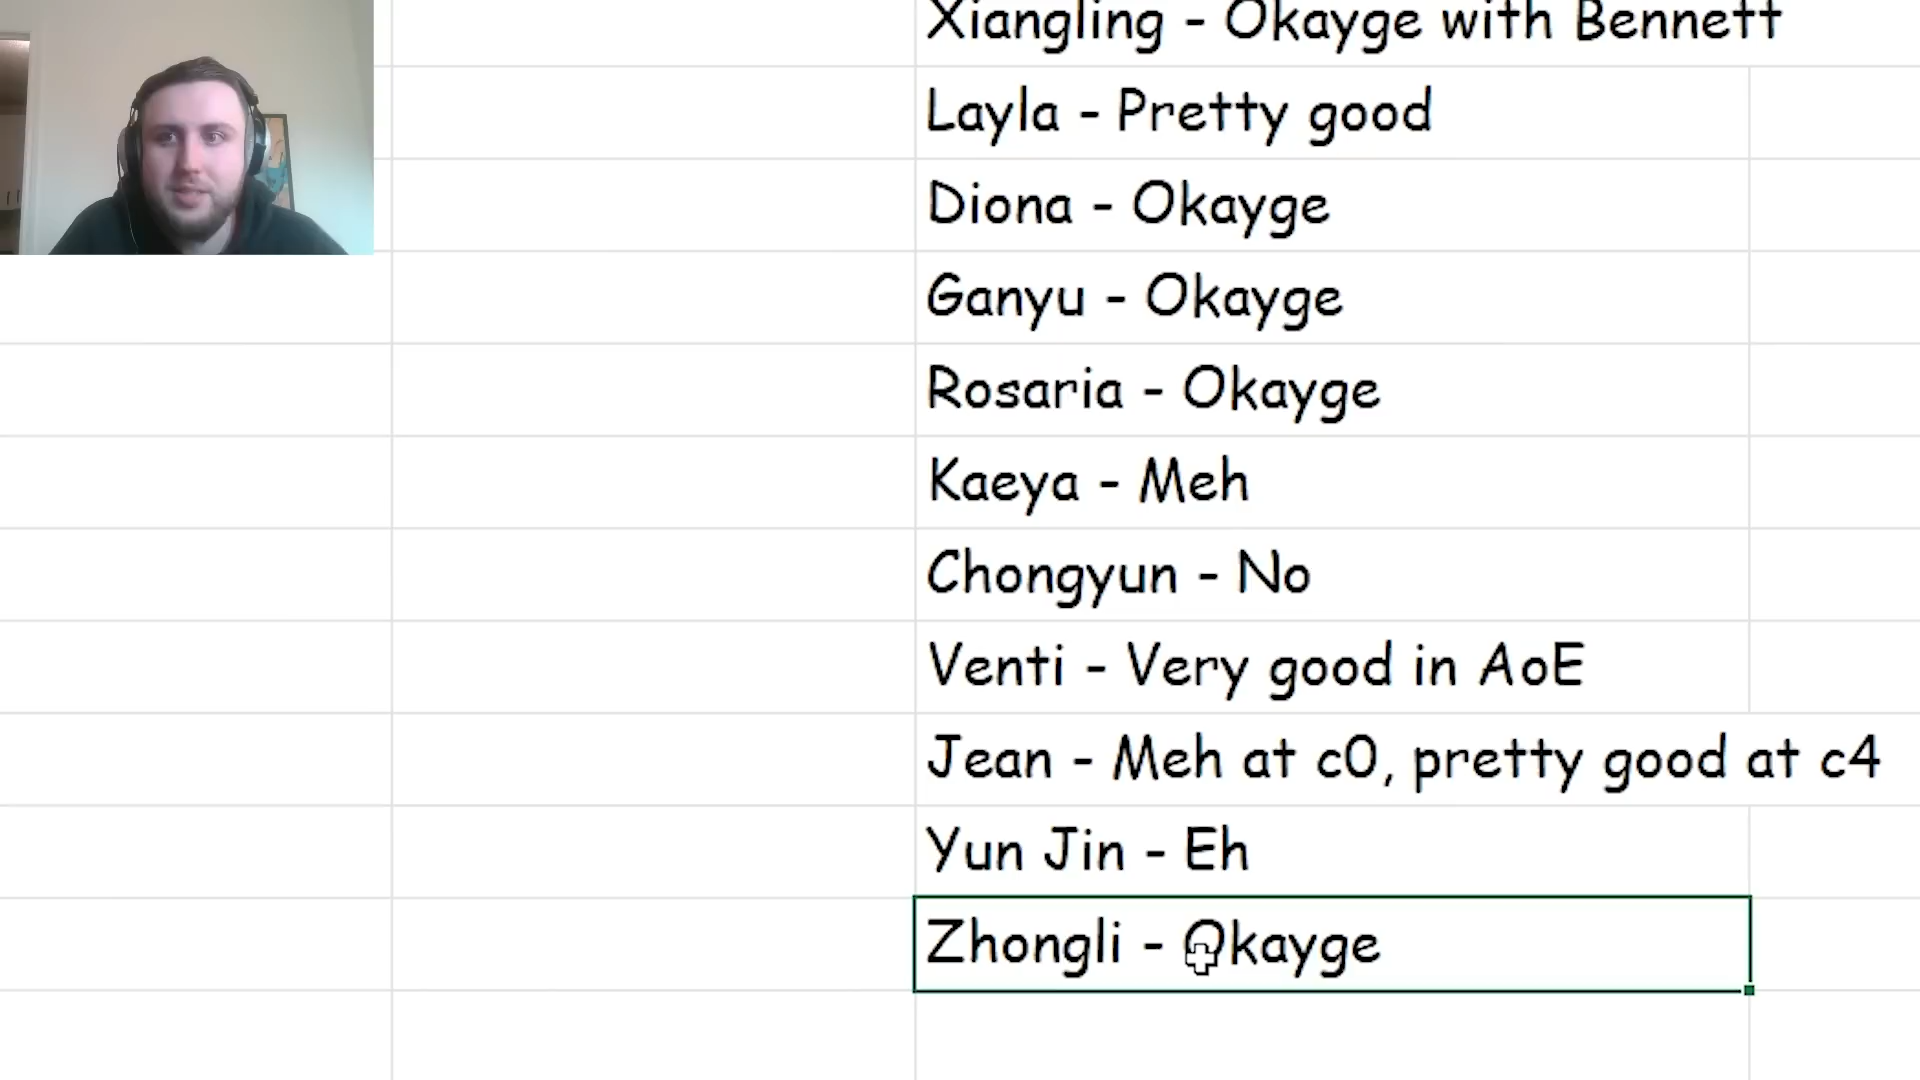 Xiangling - Okayge with Bennett
Layla - Pretty good
Diona - Okayge
Ganyu - Okayge
Rosaria - Okayge
Kaeya - Meh
Chongyun - No
Venti - Very good in AoE
Jean - Meh at c0, pretty good at c4
Yun Jin - Eh
Zhongli - Okayge